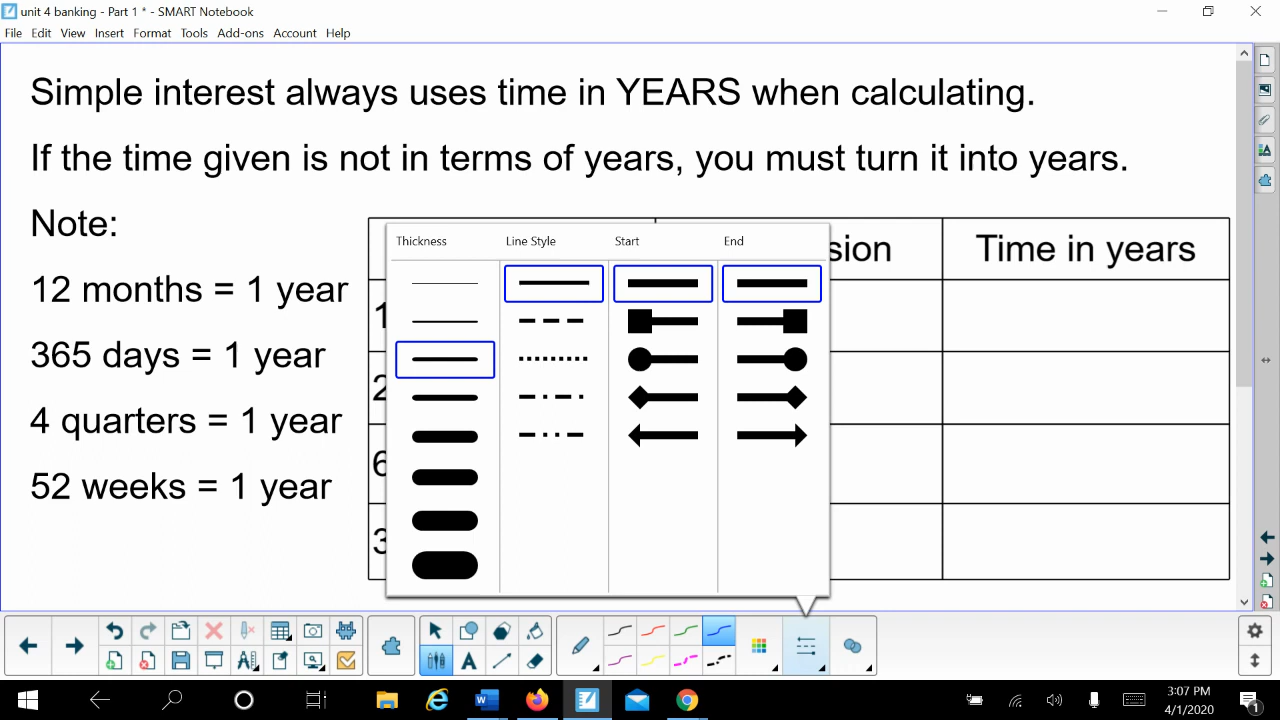 unit 4 banking - Part 1 * - SMART Notebook
File Edit View Insert Format Tools Add-ons Account Help
Simple interest always uses time in YEARS when calculating.
If the time given is not in terms of years, you must turn it into years.
Note:
12 months = 1 year
365 days = 1 year
4 quarters = 1 year
52 weeks = 1 year
Time in years
Thickness Line Style Start End
3:07 PM
4/1/2020